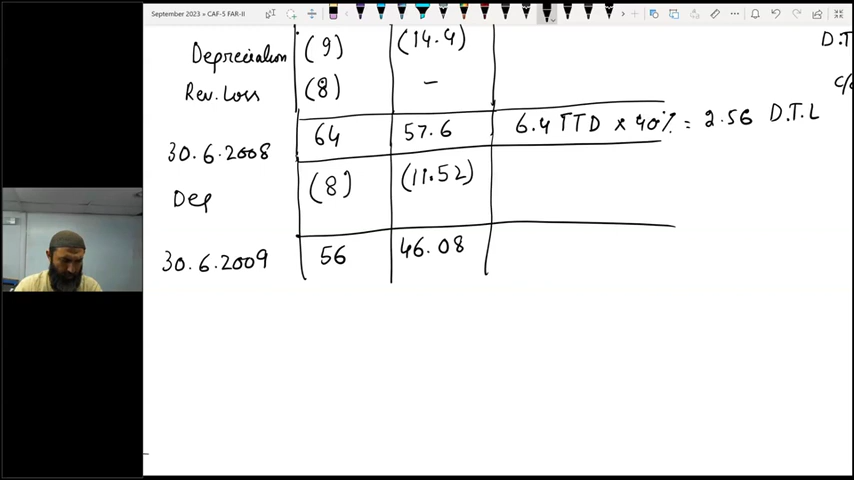 September 2023 » CAF-5 FAR-II
Depreciation (9) (14.4) D.T
Rev. Loss (8) –
30.6.2008 64 57.6 6.4 TTD × 40% = 2.56 D.T.L
Dep (8) (11.52)
30.6.2009 56 46.08